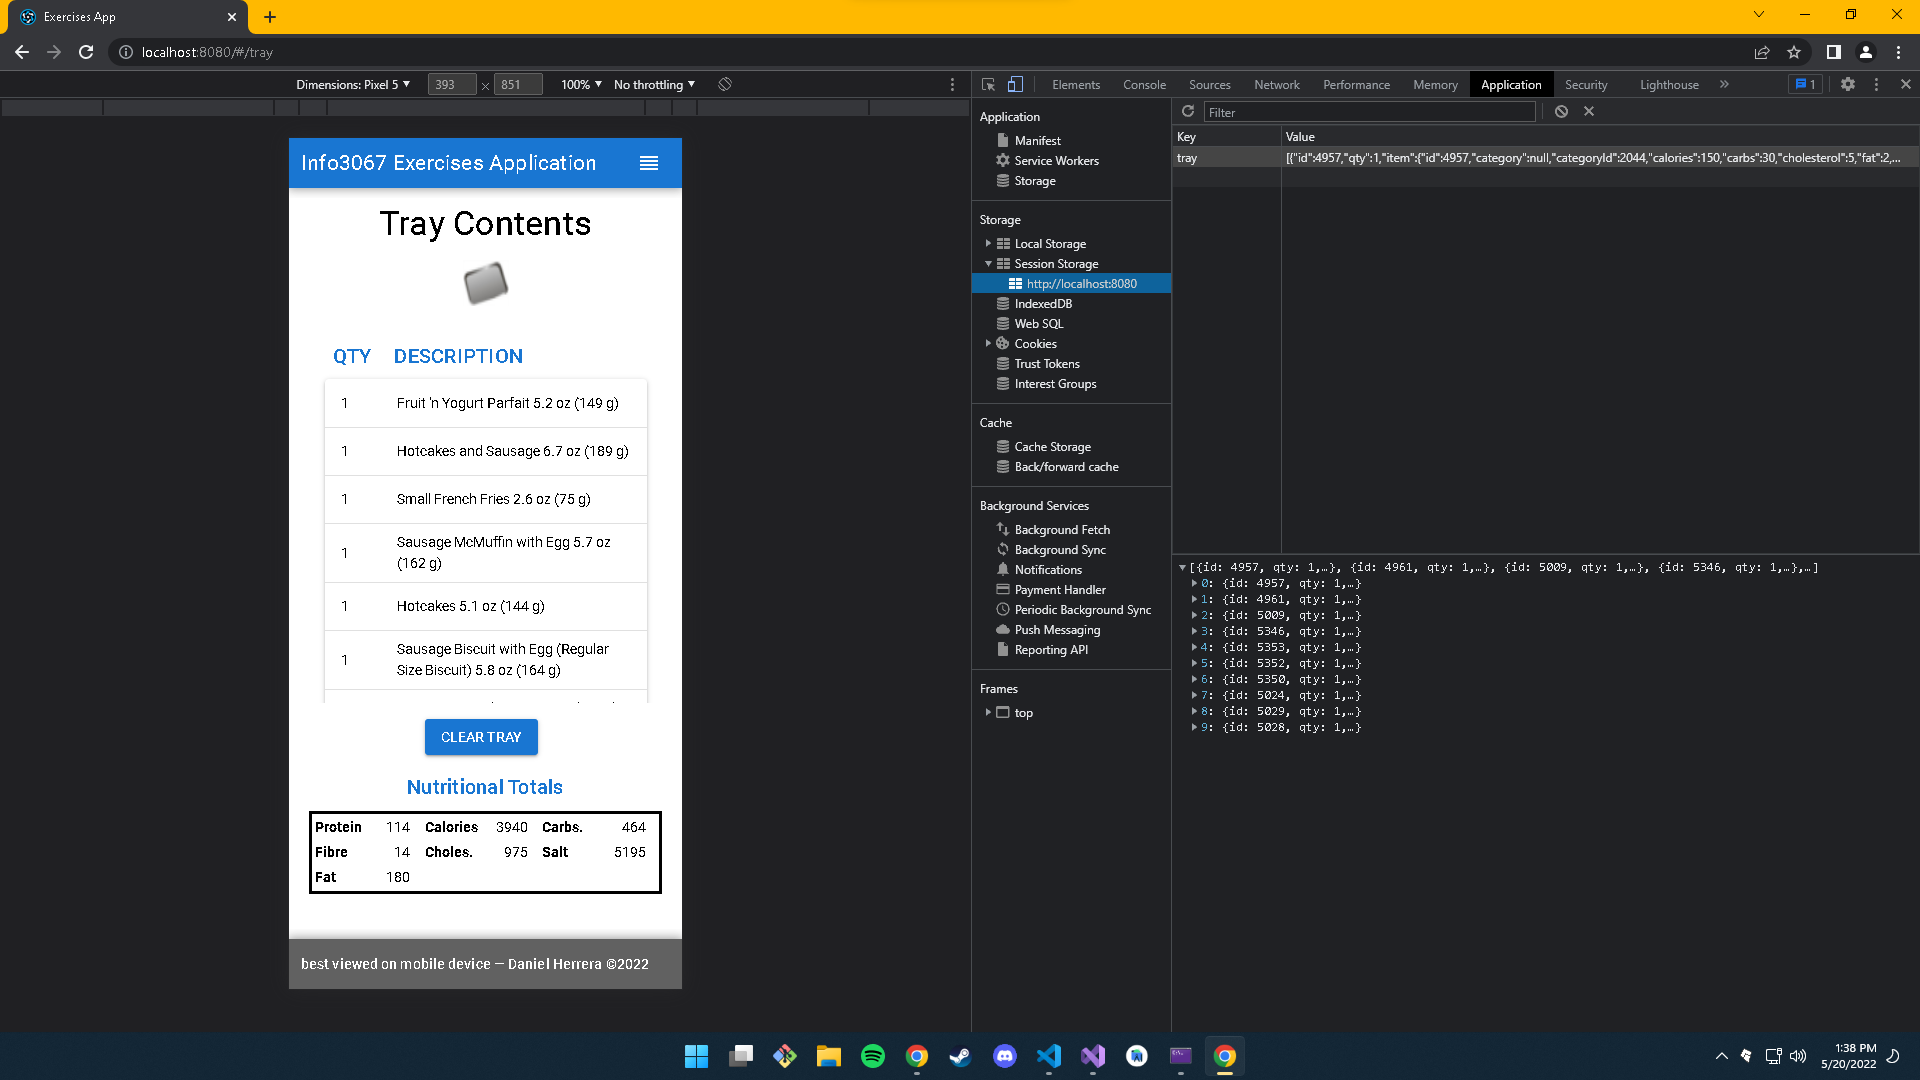 Exercises App
localhost:8080/#/tray
Dimensions: Pixel 5
393 × 851
100%
No throttling
Elements
Console
Sources
Network
Performance
Memory
Application
Security
Lighthouse
1
Info3067 Exercises Application
Tray Contents
QTY DESCRIPTION
1 Fruit 'n Yogurt Parfait 5.2 oz (149 g)
1 Hotcakes and Sausage 6.7 oz (189 g)
1 Small French Fries 2.6 oz (75 g)
1 Sausage McMuffin with Egg 5.7 oz
(162 g)
1 Hotcakes 5.1 oz (144 g)
1 Sausage Biscuit with Egg (Regular
Size Biscuit) 5.8 oz (164 g)
CLEAR TRAY
Nutritional Totals
Protein 114 Calories 3940 Carbs. 464
Fibre 14 Choles. 975 Salt 5195
Fat 180
best viewed on mobile device — Daniel Herrera ©2022
Application
Manifest
Service Workers
Storage
Storage
Local Storage
Session Storage
http://localhost:8080
IndexedDB
Web SQL
Cookies
Trust Tokens
Interest Groups
Cache
Cache Storage
Back/forward cache
Background Services
Background Fetch
Background Sync
Notifications
Payment Handler
Periodic Background Sync
Push Messaging
Reporting API
Frames
top
Filter
Key Value
tray [{"id":4957,"qty":1,"item":{"id":4957,"category":null,"categoryId":2044,"calories":150,"carbs":30,"cholesterol":5,"fat":2,...
[{id: 4957, qty: 1,…}, {id: 4961, qty: 1,…}, {id: 5009, qty: 1,…}, {id: 5346, qty: 1,…},…]
0: {id: 4957, qty: 1,…}
1: {id: 4961, qty: 1,…}
2: {id: 5009, qty: 1,…}
3: {id: 5346, qty: 1,…}
4: {id: 5353, qty: 1,…}
5: {id: 5352, qty: 1,…}
6: {id: 5350, qty: 1,…}
7: {id: 5024, qty: 1,…}
8: {id: 5029, qty: 1,…}
9: {id: 5028, qty: 1,…}
1:38 PM
5/20/2022